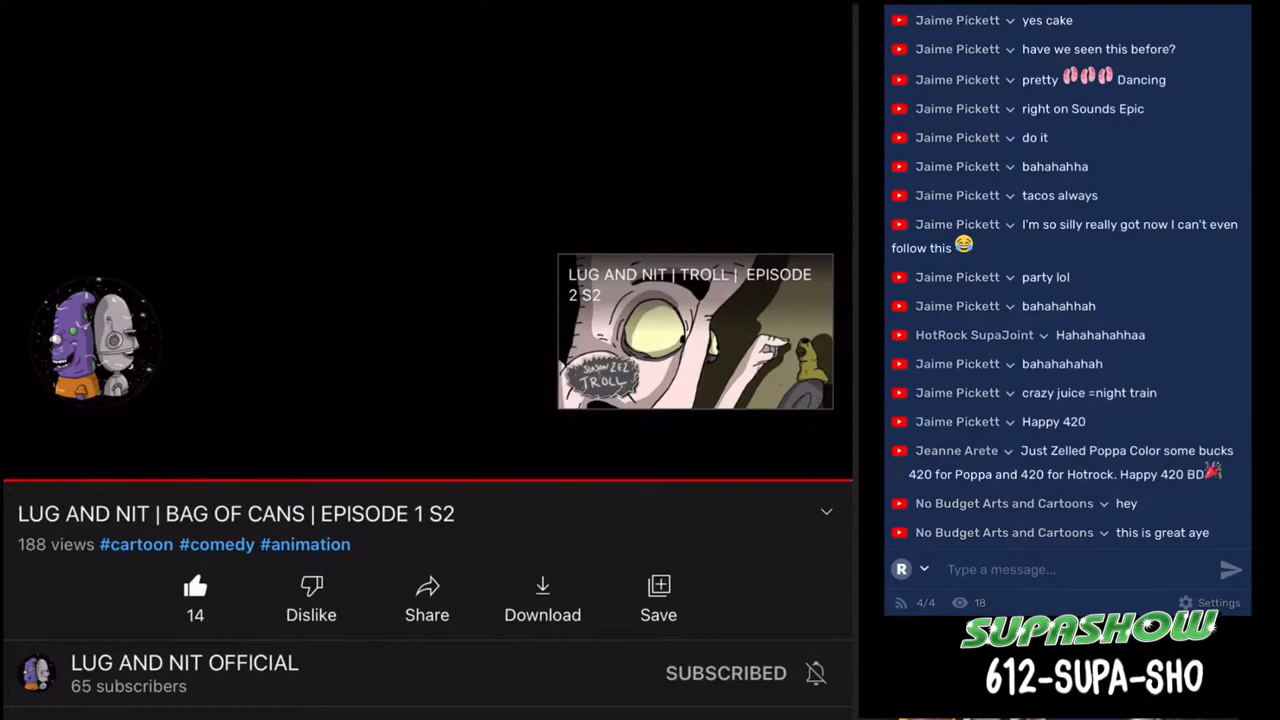 LUG AND NIT | TROLL | EPISODE
2 S2
SEASON 2 E2
TROLL
LUG AND NIT | BAG OF CANS | EPISODE 1 S2
188 views #cartoon #comedy #animation
14
Dislike
Share
Download
Save
LUG AND NIT OFFICIAL
65 subscribers
SUBSCRIBED
Jaime Pickett yes cake
Jaime Pickett have we seen this before?
Jaime Pickett pretty Dancing
Jaime Pickett right on Sounds Epic
Jaime Pickett do it
Jaime Pickett bahahahha
Jaime Pickett tacos always
Jaime Pickett I'm so silly really got now I can't even
follow this 😂
Jaime Pickett party lol
Jaime Pickett bahahahhah
HotRock SupaJoint Hahahahahhaa
Jaime Pickett bahahahahah
Jaime Pickett crazy juice =night train
Jaime Pickett Happy 420
Jeanne Arete Just Zelled Poppa Color some bucks
420 for Poppa and 420 for Hotrock. Happy 420 BD🎉
No Budget Arts and Cartoons hey
No Budget Arts and Cartoons this is great aye
R Type a message...
4/4 18 Settings
SUPASHOW
612-SUPA-SHO